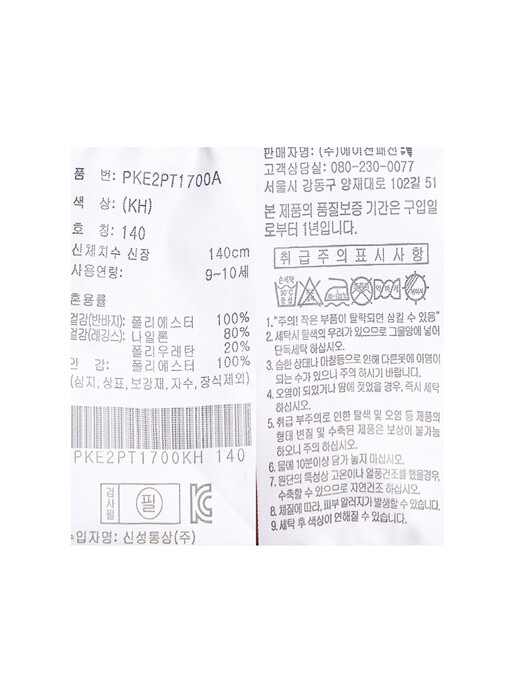 품 번: PKE2PT1700A
색 상: (KH)
호 칭: 140
신체치수 신장 140cm
사용연령: 9~10세
혼용률
겉감(반바지): 폴리에스터 100%
겉감(레깅스): 나일론 80%
폴리우레탄 20%
안 감: 폴리에스터 100%
(심지, 상표, 보강재, 자수, 장식제외)
PKE2PT1700KH 140
검사필
필
수입자명: 신성통상(주)
판매자명: (주)에이션패션
고객상담실: 080-230-0077
서울시 강동구 양재대로 102길 51
본 제품의 품질보증 기간은 구입일
로부터 1년입니다.
취급주의표시사항
손세탁
30℃
중성
1. "주의! 작은 부품이 탈락되면 삼킬 수 있음"
2. 세탁시 탈색의 우려가 있으므로 그물망에 넣어
단독세탁 하십시오.
3. 습한 상태나 마찰등으로 인해 다른옷에 이염이
되는 수가 있으니 주의 하시기 바랍니다.
4. 오염이 되었거나 땀에 젖었을 경우, 즉시 세탁
하십시오.
5. 취급 부주의로 인한 탈색 및 오염 등 제품의
형태 변질 및 수축된 제품은 보상이 불가능
하오니 주의 하십시오.
6. 물에 10분이상 담가 놓지 마십시오.
7. 원단의 특성상 고온이나 열풍건조를 했을경우,
수축할 수 있으므로 자연건조 하십시오.
8. 체질에 따라, 피부 알러지가 발생할 수 있습니다.
9. 세탁 후 색상이 연해질 수 있습니다.